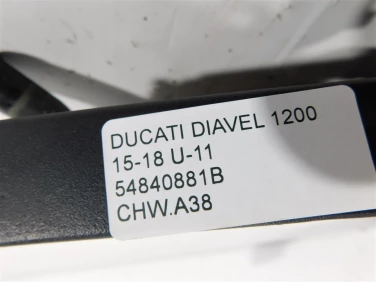 DUCATI DIAVEL 1200
15-18 U-11
54840881B
CHW.A38